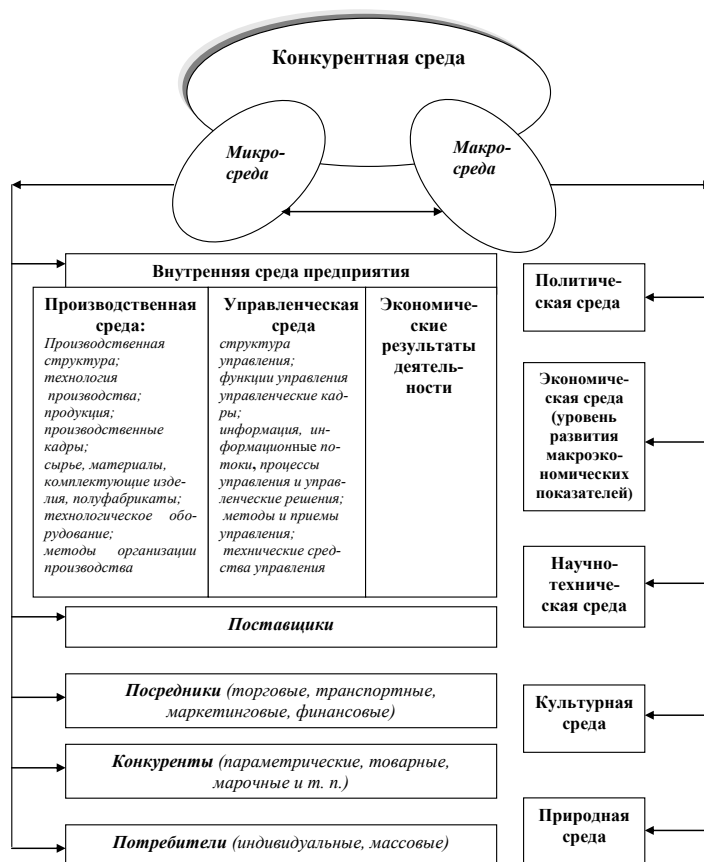 Конкурентная среда
Микро-
среда
Макро-
среда
Внутренняя среда предприятия
Производственная
среда:
Производственная
структура;
технология
производства;
продукция;
производственные
кадры;
сырье, материалы,
комплектующие изде-
лия, полуфабрикаты;
технологическое обо-
рудование;
методы организации
производства
Управленческая
среда
структура
управления;
функции управления
управленческие кад-
ры;
информация, ин-
формационные по-
токи, процессы
управления и управ-
ленческие решения;
методы и приемы
управления;
технические сред-
ства управления
Экономиче-
ские
результаты
деятель-
ности
Поставщики
Посредники (торговые, транспортные,
маркетинговые, финансовые)
Конкуренты (параметрические, товарные,
марочные и т. п.)
Потребители (индивидуальные, массовые)
Политиче-
ская среда
Экономиче-
ская среда
(уровень
развития
макроэко-
номических
показателей)
Научно-
техниче-
ская среда
Культурная
среда
Природная
среда